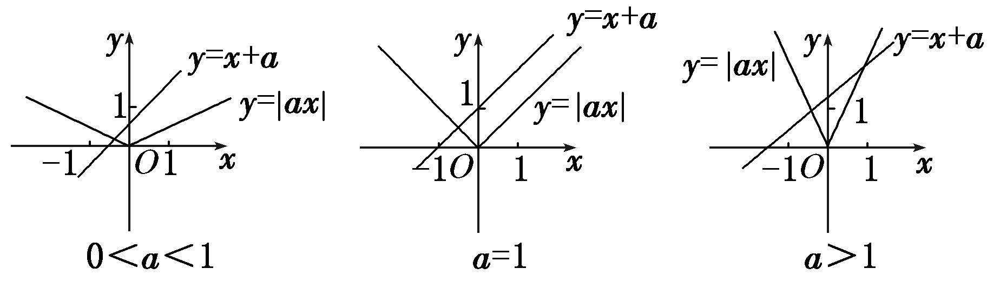 y
y=x+a
y=|ax|
1
-1
O
1
x
0<a<1
y
y=x+a
1
y=|ax|
-1
O
1
x
a=1
y
y=x+a
y=|ax|
1
-1
O
1
x
a>1